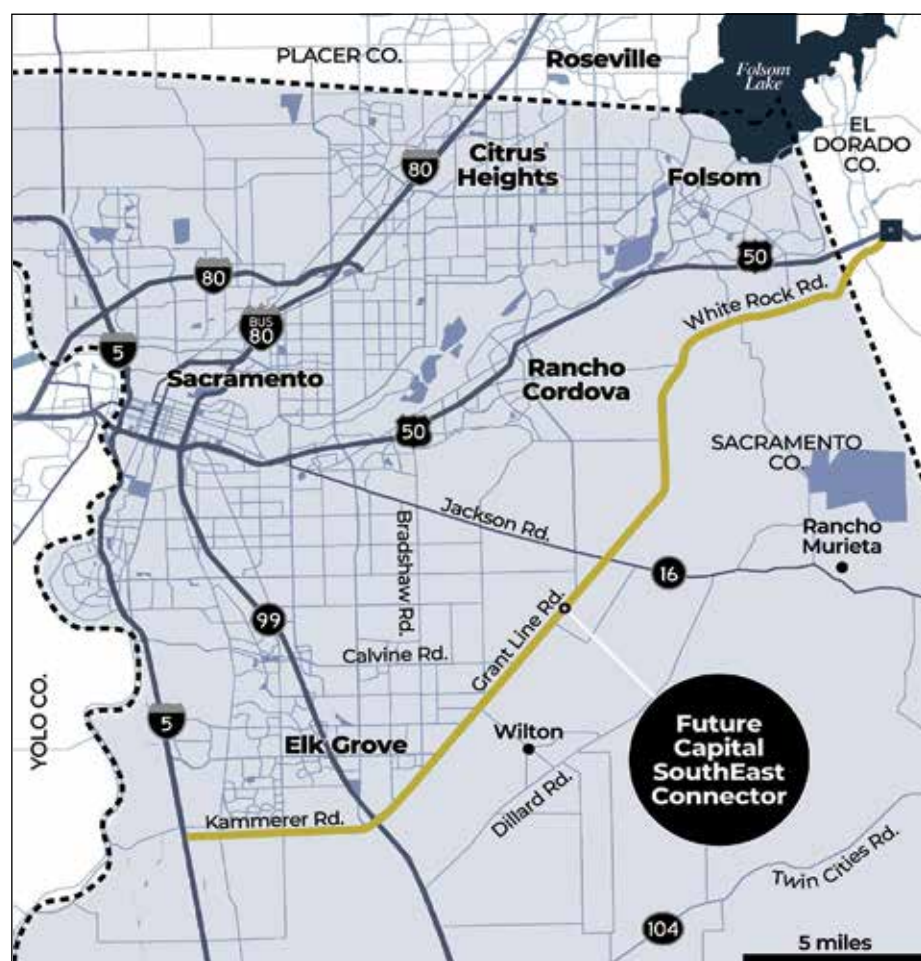 PLACER CO.
Roseville
Folsom
Lake
EL
DORADO
CO.
80
Citrus
Heights
Folsom
80
50
White Rock Rd.
BUS
80
5
Sacramento
Rancho
Cordova
50
SACRAMENTO
CO.
Jackson Rd.
Bradshaw Rd.
Rancho
Murieta
16
99
Grant Line Rd.
Calvine Rd.
YOLO CO.
5
Elk Grove
Wilton
Future
Capital
SouthEast
Connector
Dillard Rd.
Kammerer Rd.
Twin Cities Rd.
104
5 miles